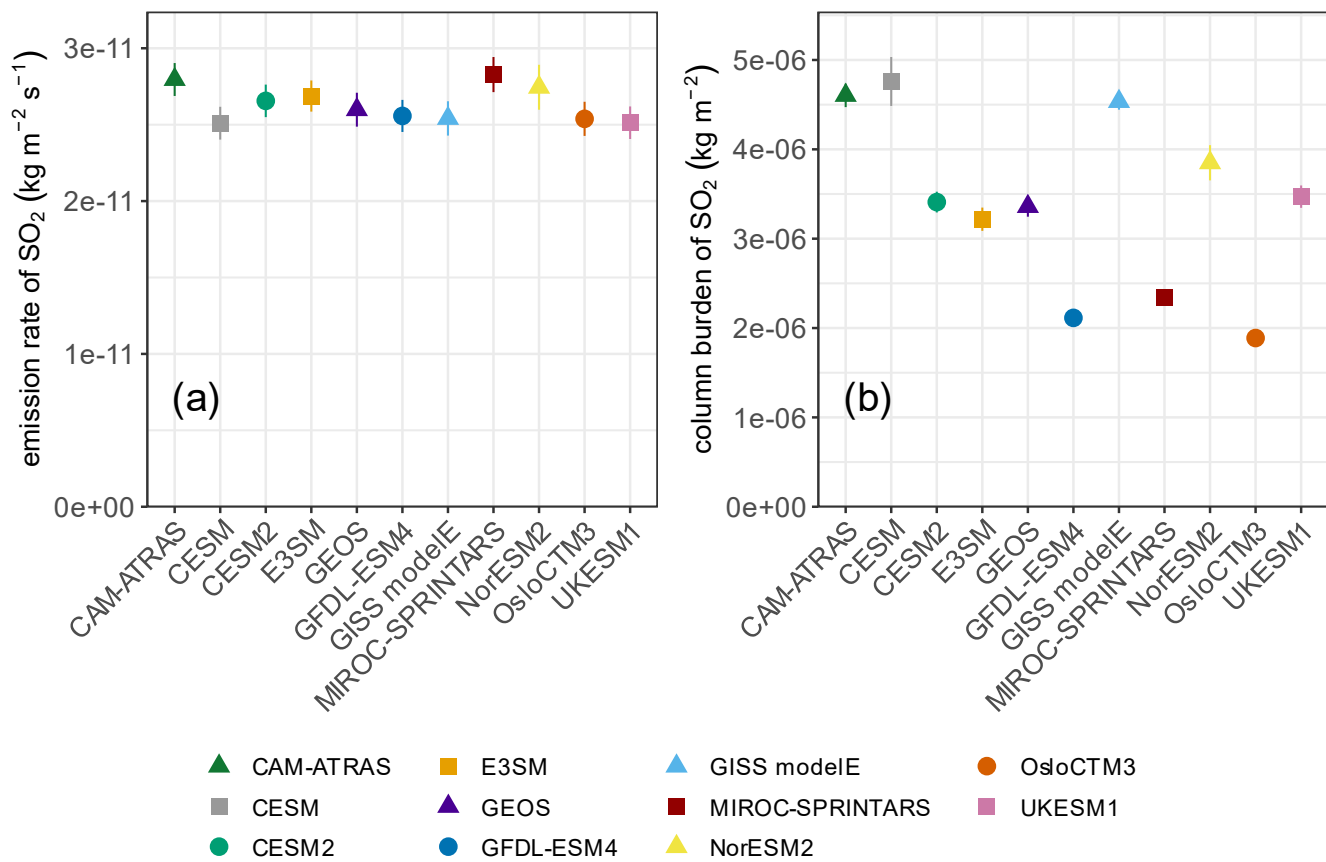 emission rate of SO₂ (kg m⁻² s⁻¹)
3e-11
2e-11
1e-11
0e+00
(a)
CAM-ATRAS
CESM
CESM2
E3SM
GEOS
GFDL-ESM4
GISS modelE
MIROC-SPRINTARS
NorESM2
OsloCTM3
UKESM1
column burden of SO₂ (kg m⁻²)
5e-06
4e-06
3e-06
2e-06
1e-06
0e+00
(b)
CAM-ATRAS
CESM
CESM2
E3SM
GEOS
GFDL-ESM4
GISS modelE
MIROC-SPRINTARS
NorESM2
OsloCTM3
UKESM1
CAM-ATRAS
E3SM
GISS modelE
OsloCTM3
CESM
GEOS
MIROC-SPRINTARS
UKESM1
CESM2
GFDL-ESM4
NorESM2